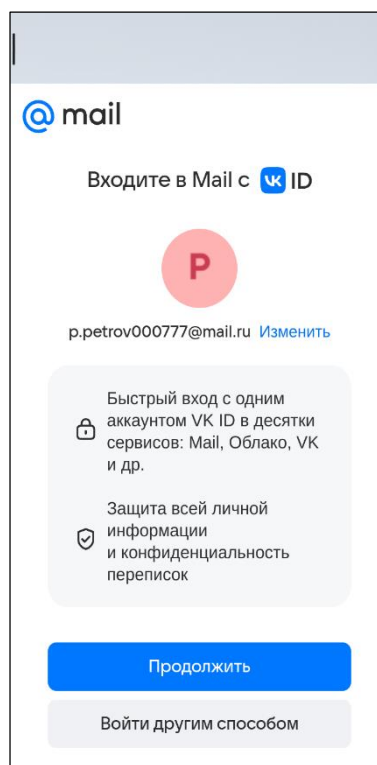 @ mail
Входите в Mail с VK ID
P
p.petrov000777@mail.ru Изменить
Быстрый вход с одним
аккаунтом VK ID в десятки
сервисов: Mail, Облако, VK
и др.
Защита всей личной
информации
и конфиденциальность
переписок
Продолжить
Войти другим способом